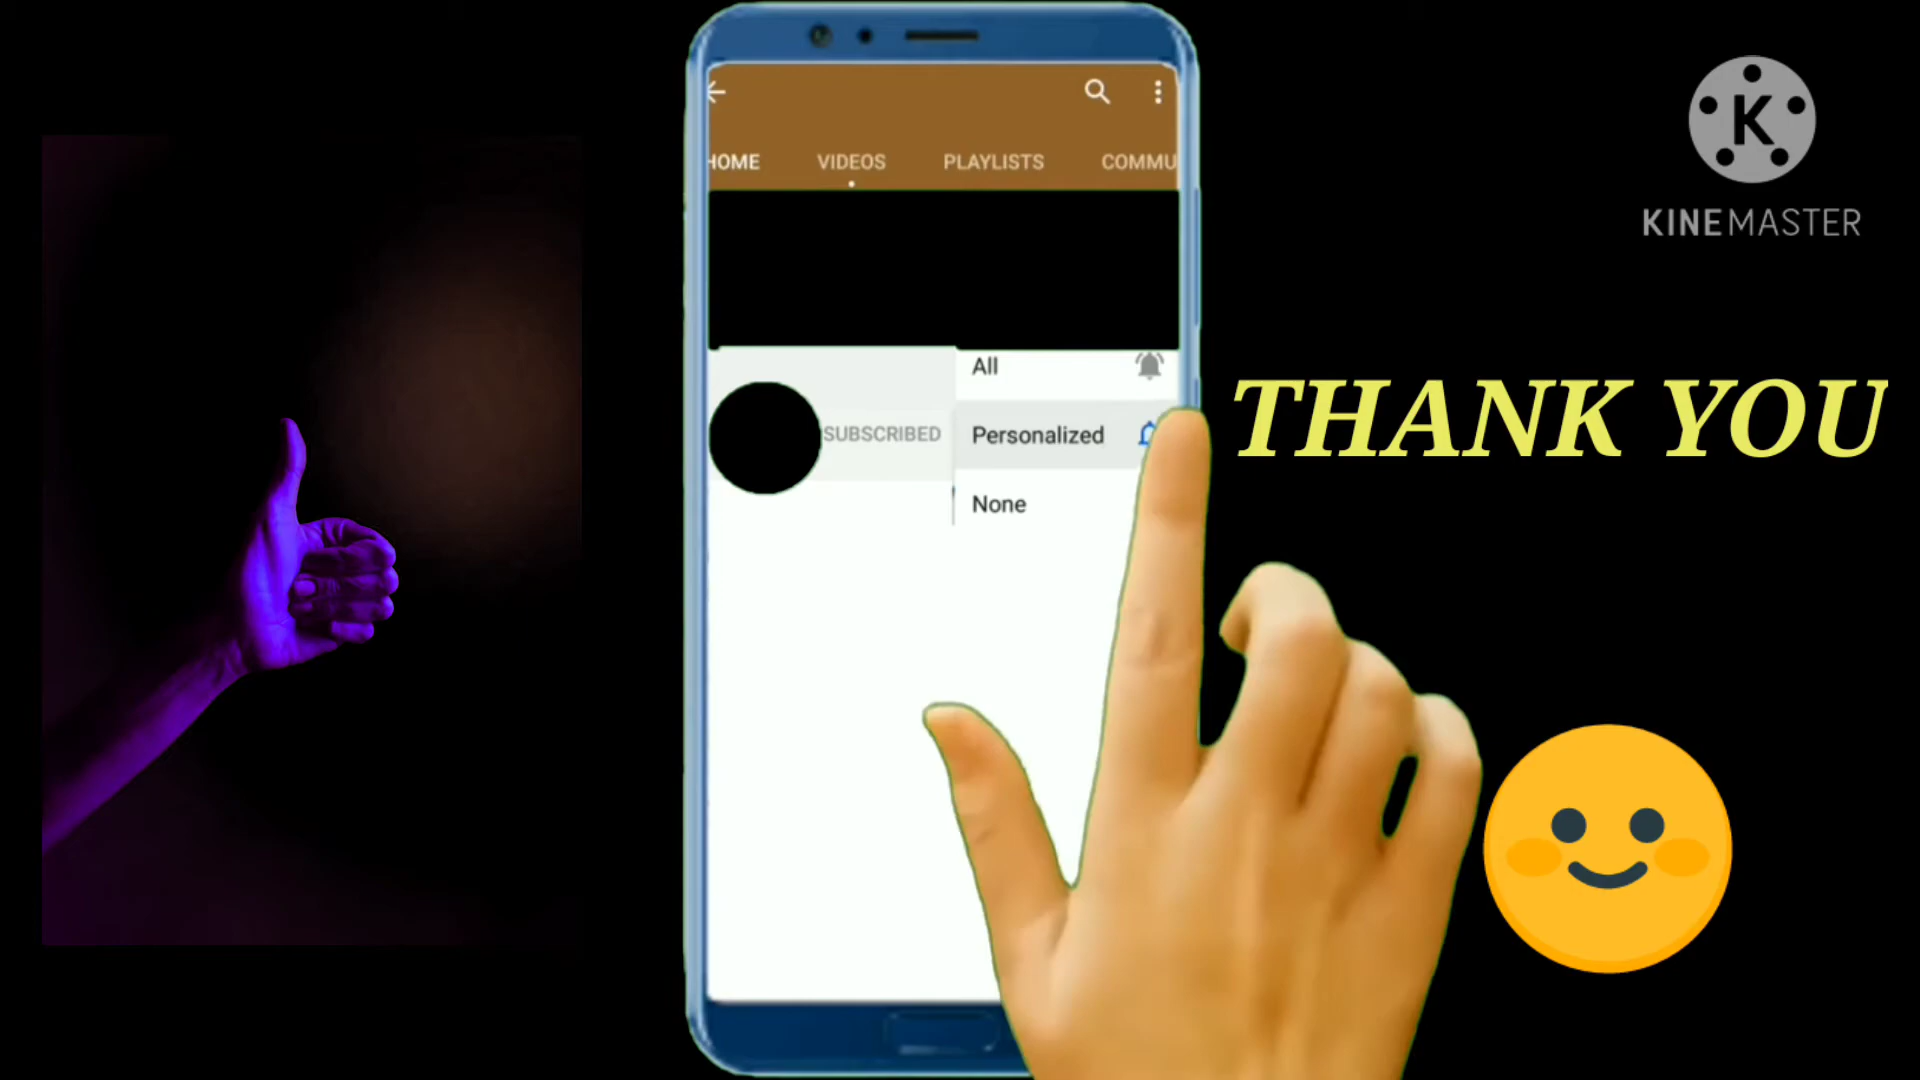 HOME VIDEOS PLAYLISTS COMMU
All
SUBSCRIBED Personalized
None
K
KINEMASTER
THANK YOU